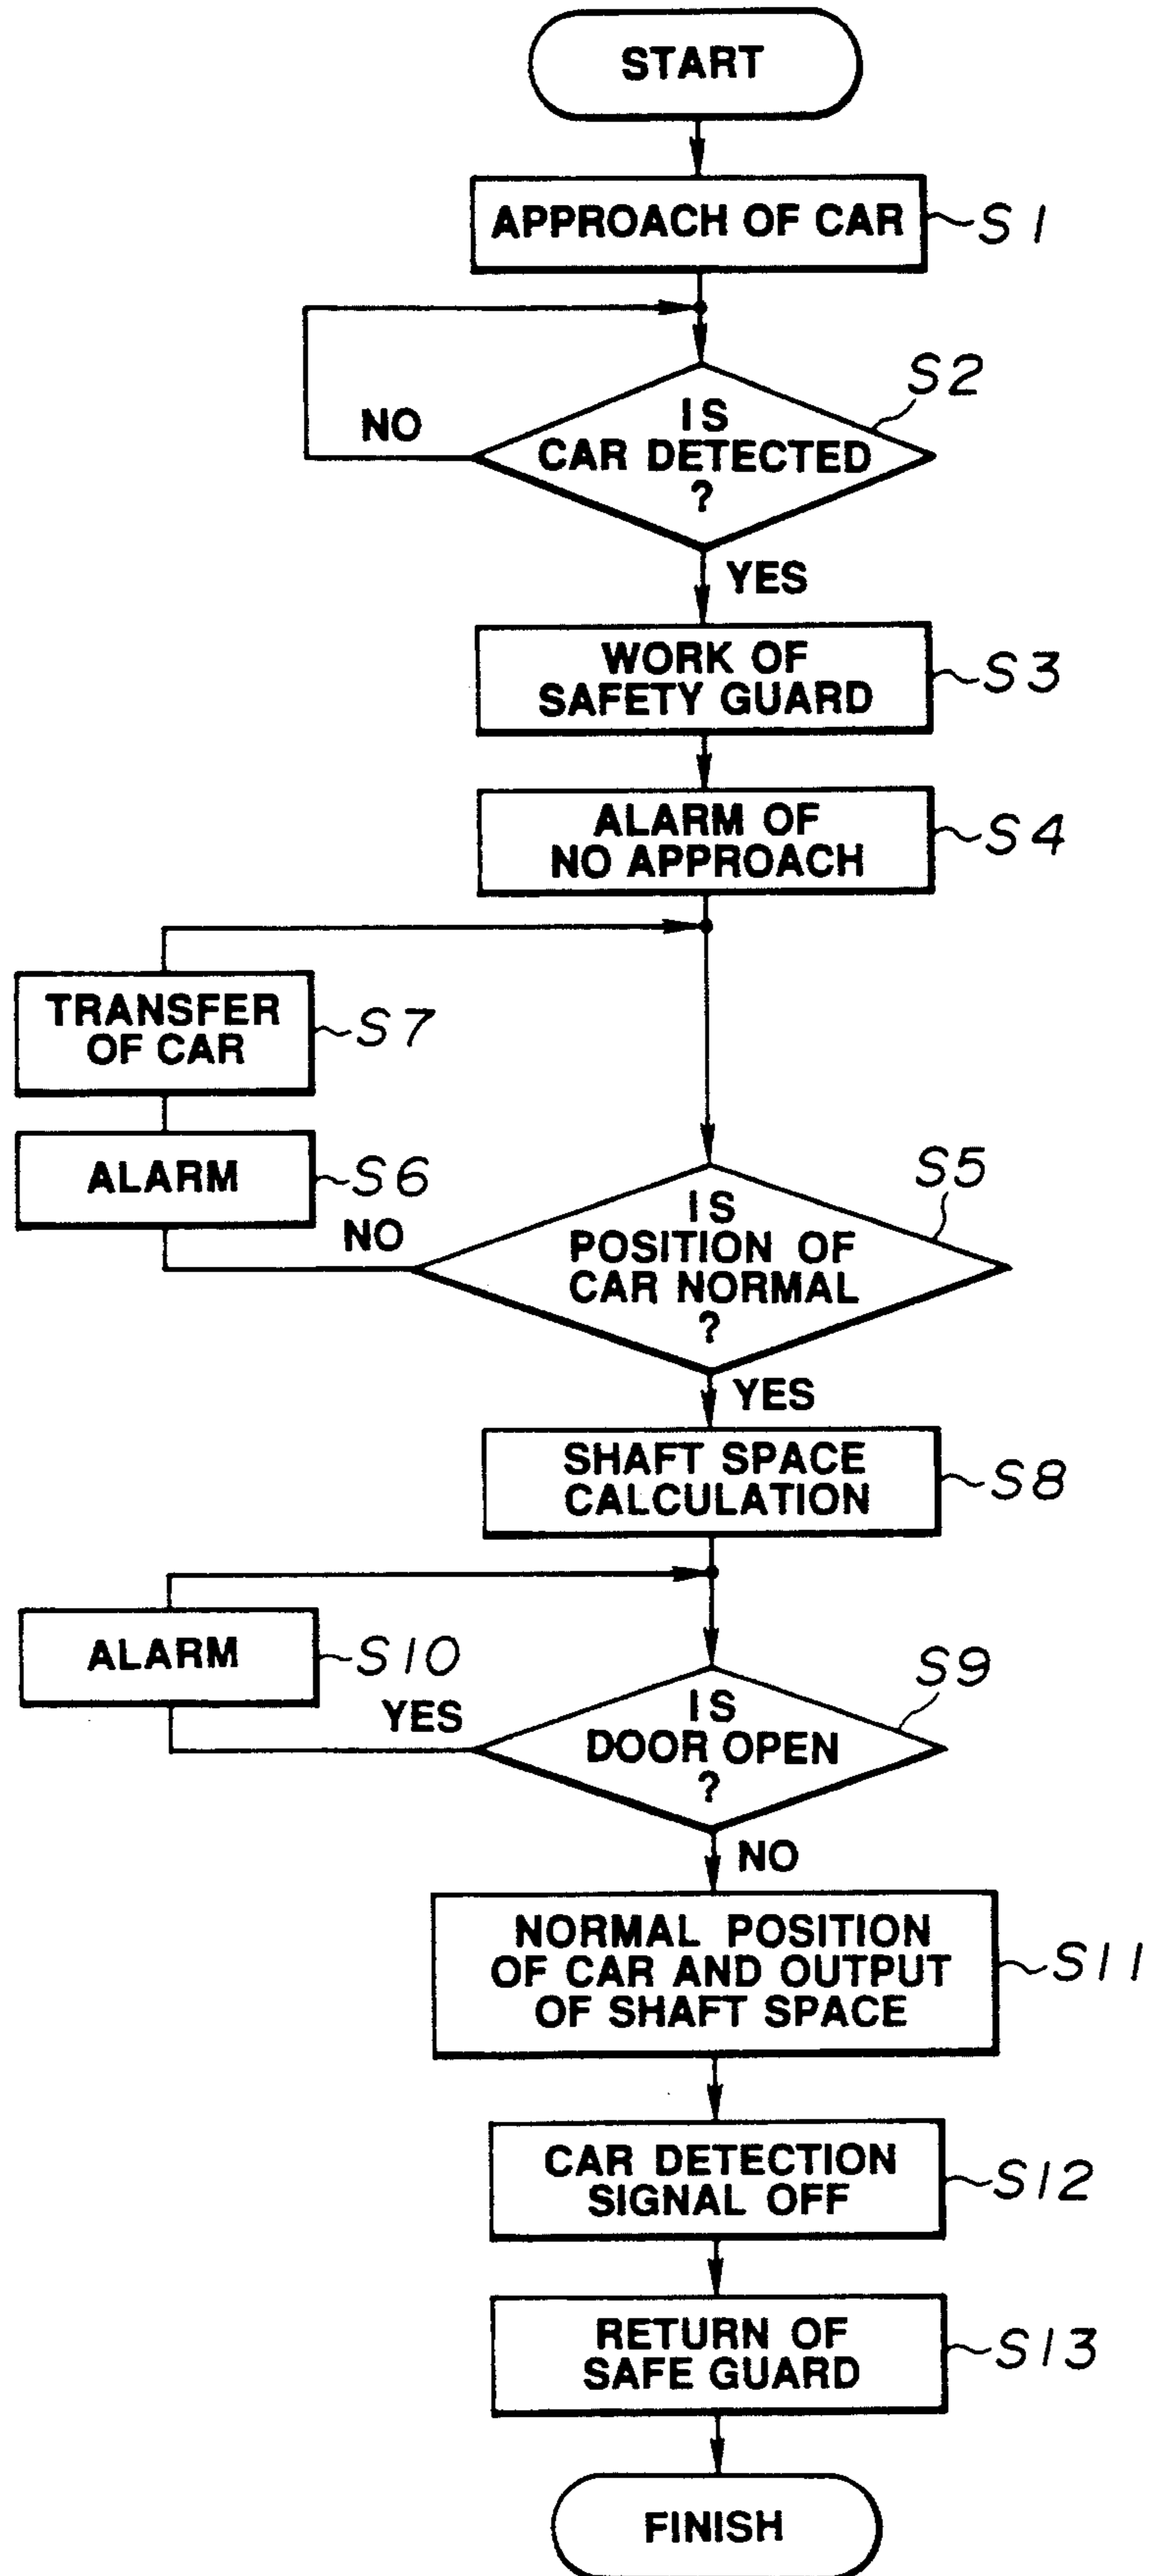 START
APPROACH OF CAR
S1
S2
IS
CAR DETECTED
?
NO
YES
WORK OF
SAFETY GUARD
S3
ALARM OF
NO APPROACH
S4
TRANSFER
OF CAR
S7
ALARM
S6
NO
S5
IS
POSITION OF
CAR NORMAL
?
YES
SHAFT SPACE
CALCULATION
S8
ALARM
S10
YES
S9
IS
DOOR OPEN
?
NO
NORMAL POSITION
OF CAR AND OUTPUT
OF SHAFT SPACE
S11
CAR DETECTION
SIGNAL OFF
S12
RETURN OF
SAFE GUARD
S13
FINISH